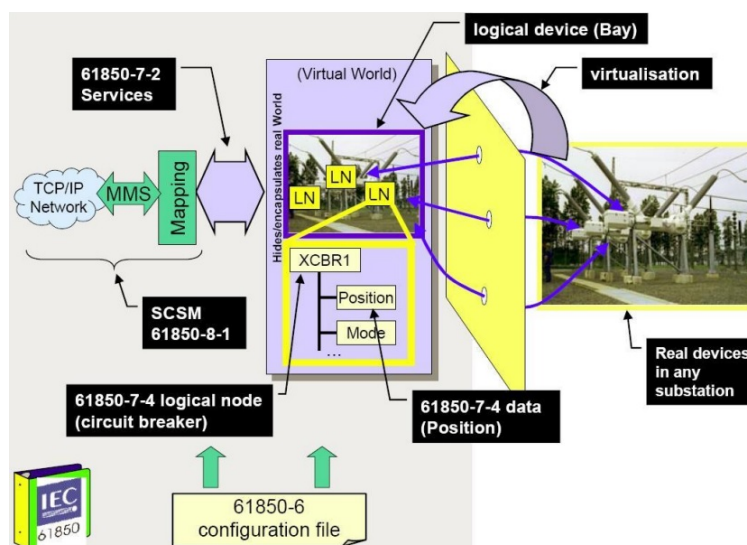 logical device (Bay)
61850-7-2
Services
(Virtual World)
virtualisation
Hides/encapsulates real World
TCP/IP
Network
MMS
Mapping
LN
LN
LN
XCBR1
Position
Mode
...
SCSM
61850-8-1
Real devices
in any
substation
61850-7-4 logical node
(circuit breaker)
61850-7-4 data
(Position)
IEC
61850
61850-6
configuration file